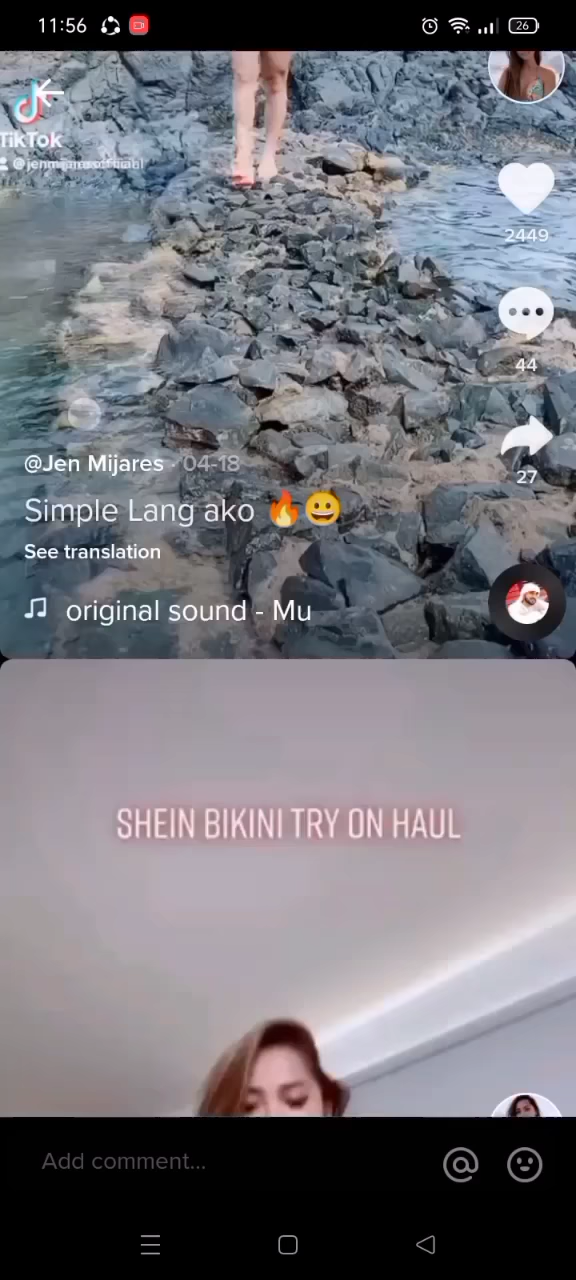 11:56
26
TikTok
2449
44
27
@Jen Mijares · 04-18
Simple Lang ako 🔥😀
See translation
original sound - Mu
SHEIN BIKINI TRY ON HAUL
Add comment...